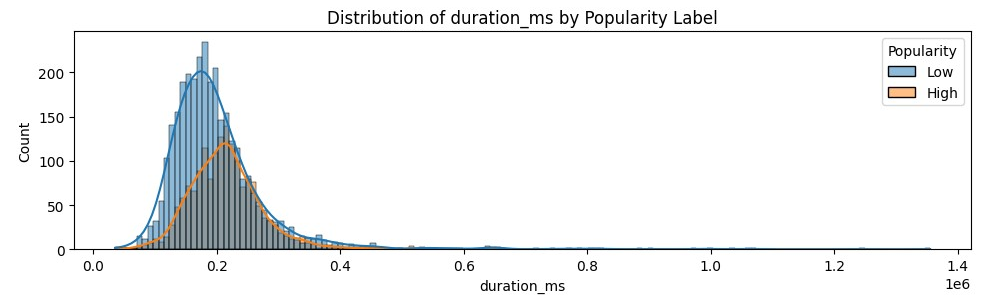 Distribution of duration_ms by Popularity Label
Popularity
Low
High
Count
200
150
100
50
0
0.0 0.2 0.4 0.6 0.8 1.0 1.2 1.4
1e6
duration_ms